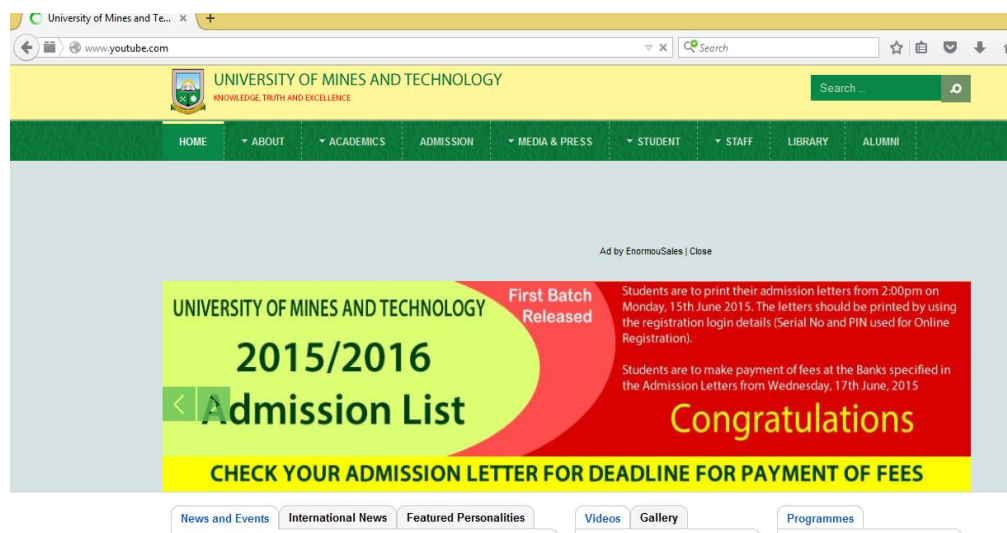 University of Mines and Te... × +
www.youtube.com
Search
UNIVERSITY OF MINES AND TECHNOLOGY
KNOWLEDGE, TRUTH AND EXCELLENCE
Search ...
HOME ABOUT ACADEMICS ADMISSION MEDIA & PRESS STUDENT STAFF LIBRARY ALUMNI
Ad by EnormouSales | Close
UNIVERSITY OF MINES AND TECHNOLOGY
2015/2016
Admission List
First Batch
Released
Students are to print their admission letters from 2:00pm on
Monday, 15th June 2015. The letters should be printed by using
the registration login details (Serial No and PIN used for Online
Registration).
Students are to make payment of fees at the Banks specified in
the Admission Letters from Wednesday, 17th June, 2015
Congratulations
CHECK YOUR ADMISSION LETTER FOR DEADLINE FOR PAYMENT OF FEES
News and Events International News Featured Personalities Videos Gallery Programmes